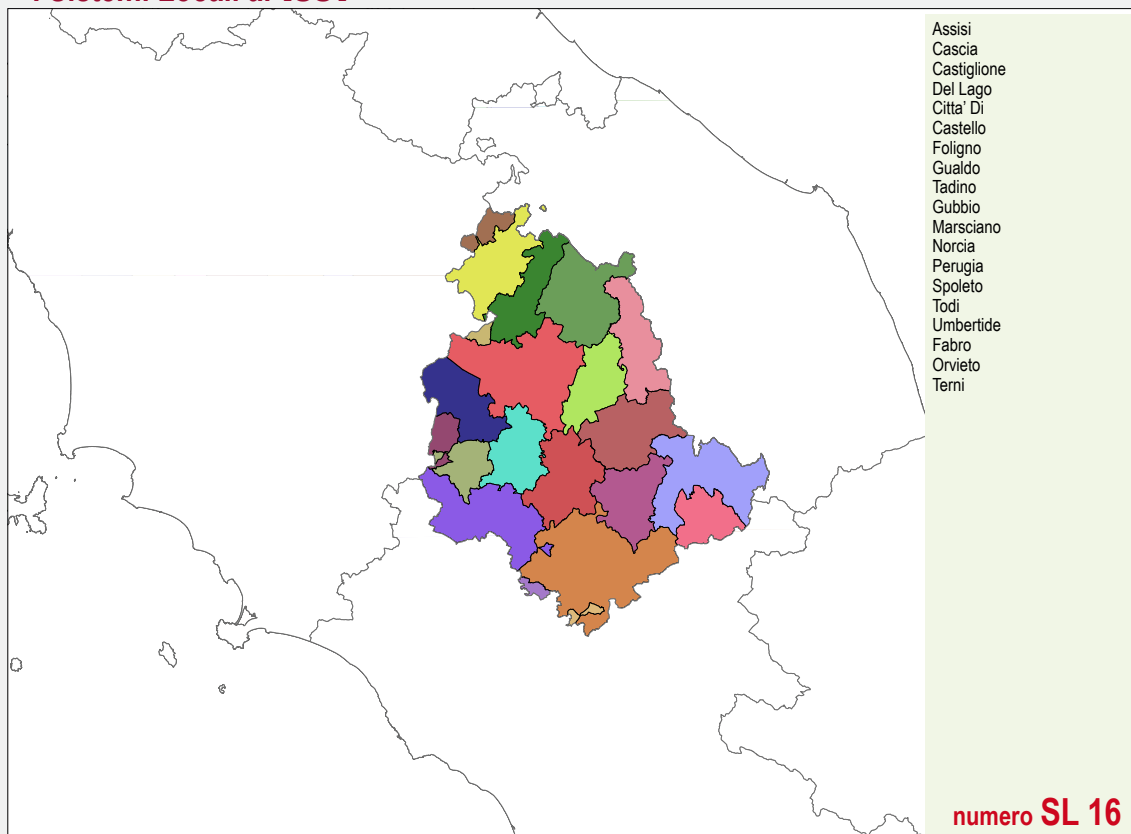 Assisi
Cascia
Castiglione
Del Lago
Citta' Di
Castello
Foligno
Gualdo
Tadino
Gubbio
Marsciano
Norcia
Perugia
Spoleto
Todi
Umbertide
Fabro
Orvieto
Terni
numero SL 16